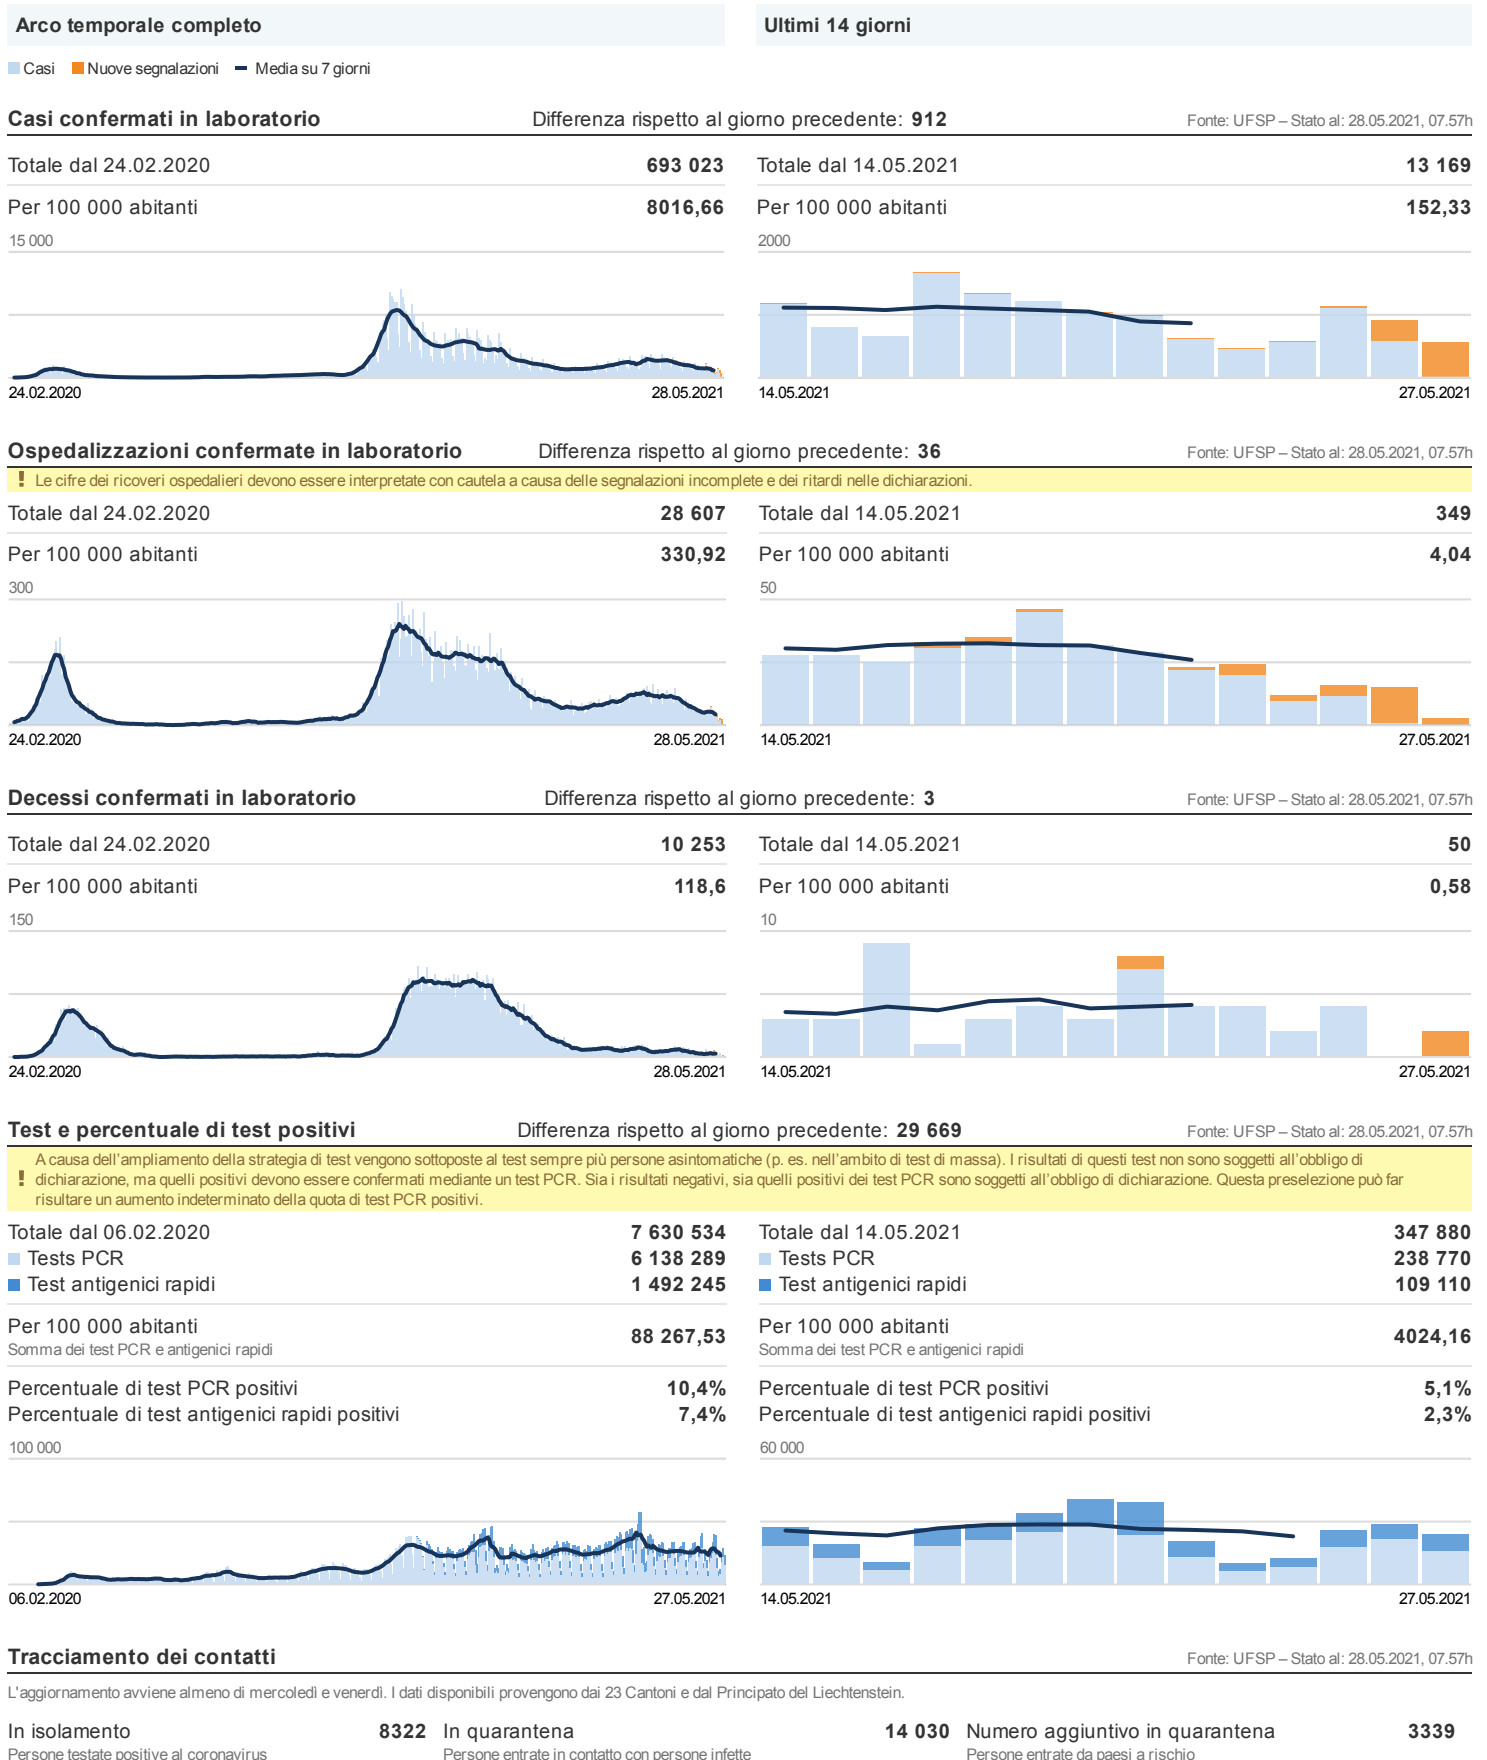 Arco temporale completo
Ultimi 14 giorni
Casi Nuove segnalazioni Media su 7 giorni
Casi confermati in laboratorio Differenza rispetto al giorno precedente: 912 Fonte: UFSP – Stato al: 28.05.2021, 07.57h
Totale dal 24.02.2020 693 023
Per 100 000 abitanti 8016,66
15 000
24.02.2020 28.05.2021
Totale dal 14.05.2021 13 169
Per 100 000 abitanti 152,33
2000
14.05.2021 27.05.2021
Ospedalizzazioni confermate in laboratorio Differenza rispetto al giorno precedente: 36 Fonte: UFSP – Stato al: 28.05.2021, 07.57h
! Le cifre dei ricoveri ospedalieri devono essere interpretate con cautela a causa delle segnalazioni incomplete e dei ritardi nelle dichiarazioni.
Totale dal 24.02.2020 28 607
Per 100 000 abitanti 330,92
300
24.02.2020 28.05.2021
Totale dal 14.05.2021 349
Per 100 000 abitanti 4,04
50
14.05.2021 27.05.2021
Decessi confermati in laboratorio Differenza rispetto al giorno precedente: 3 Fonte: UFSP – Stato al: 28.05.2021, 07.57h
Totale dal 24.02.2020 10 253
Per 100 000 abitanti 118,6
150
24.02.2020 28.05.2021
Totale dal 14.05.2021 50
Per 100 000 abitanti 0,58
10
14.05.2021 27.05.2021
Test e percentuale di test positivi Differenza rispetto al giorno precedente: 29 669 Fonte: UFSP – Stato al: 28.05.2021, 07.57h
A causa dell'ampliamento della strategia di test vengono sottoposte al test sempre più persone asintomatiche (p. es. nell'ambito di test di massa). I risultati di questi test non sono soggetti all'obbligo di
! dichiarazione, ma quelli positivi devono essere confermati mediante un test PCR. Sia i risultati negativi, sia quelli positivi dei test PCR sono soggetti all'obbligo di dichiarazione. Questa preselezione può far
risultare un aumento indeterminato della quota di test PCR positivi.
Totale dal 06.02.2020 7 630 534
Tests PCR 6 138 289
Test antigenici rapidi 1 492 245
Per 100 000 abitanti 88 267,53
Somma dei test PCR e antigenici rapidi
Percentuale di test PCR positivi 10,4%
Percentuale di test antigenici rapidi positivi 7,4%
100 000
06.02.2020 27.05.2021
Totale dal 14.05.2021 347 880
Tests PCR 238 770
Test antigenici rapidi 109 110
Per 100 000 abitanti 4024,16
Somma dei test PCR e antigenici rapidi
Percentuale di test PCR positivi 5,1%
Percentuale di test antigenici rapidi positivi 2,3%
60 000
14.05.2021 27.05.2021
Tracciamento dei contatti Fonte: UFSP – Stato al: 28.05.2021, 07.57h
L'aggiornamento avviene almeno di mercoledì e venerdì. I dati disponibili provengono dai 23 Cantoni e dal Principato del Liechtenstein.
In isolamento 8322
Persone testate positive al coronavirus
In quarantena 14 030
Persone entrate in contatto con persone infette
Numero aggiuntivo in quarantena 3339
Persone entrate da paesi a rischio